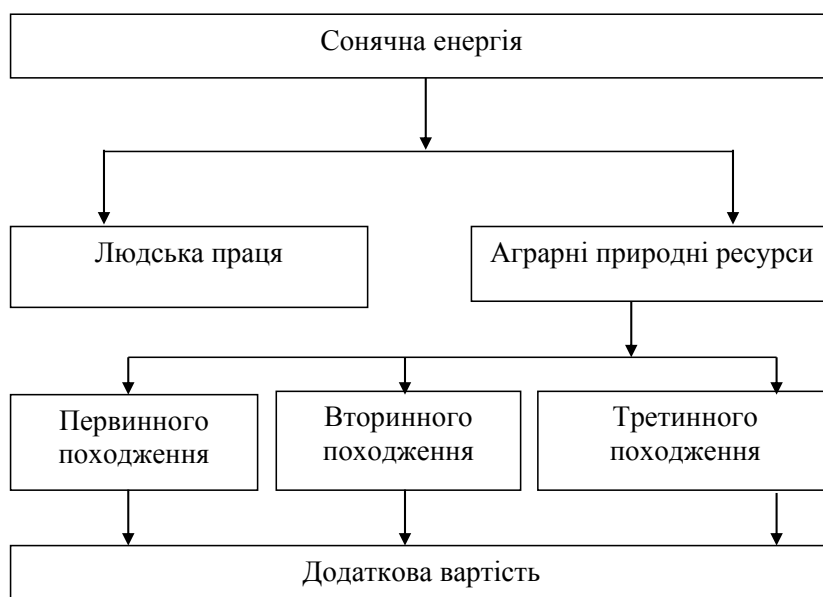 Сонячна енергія
Людська праця
Аграрні природні ресурси
Первинного
походження
Вторинного
походження
Третинного
походження
Додаткова вартість